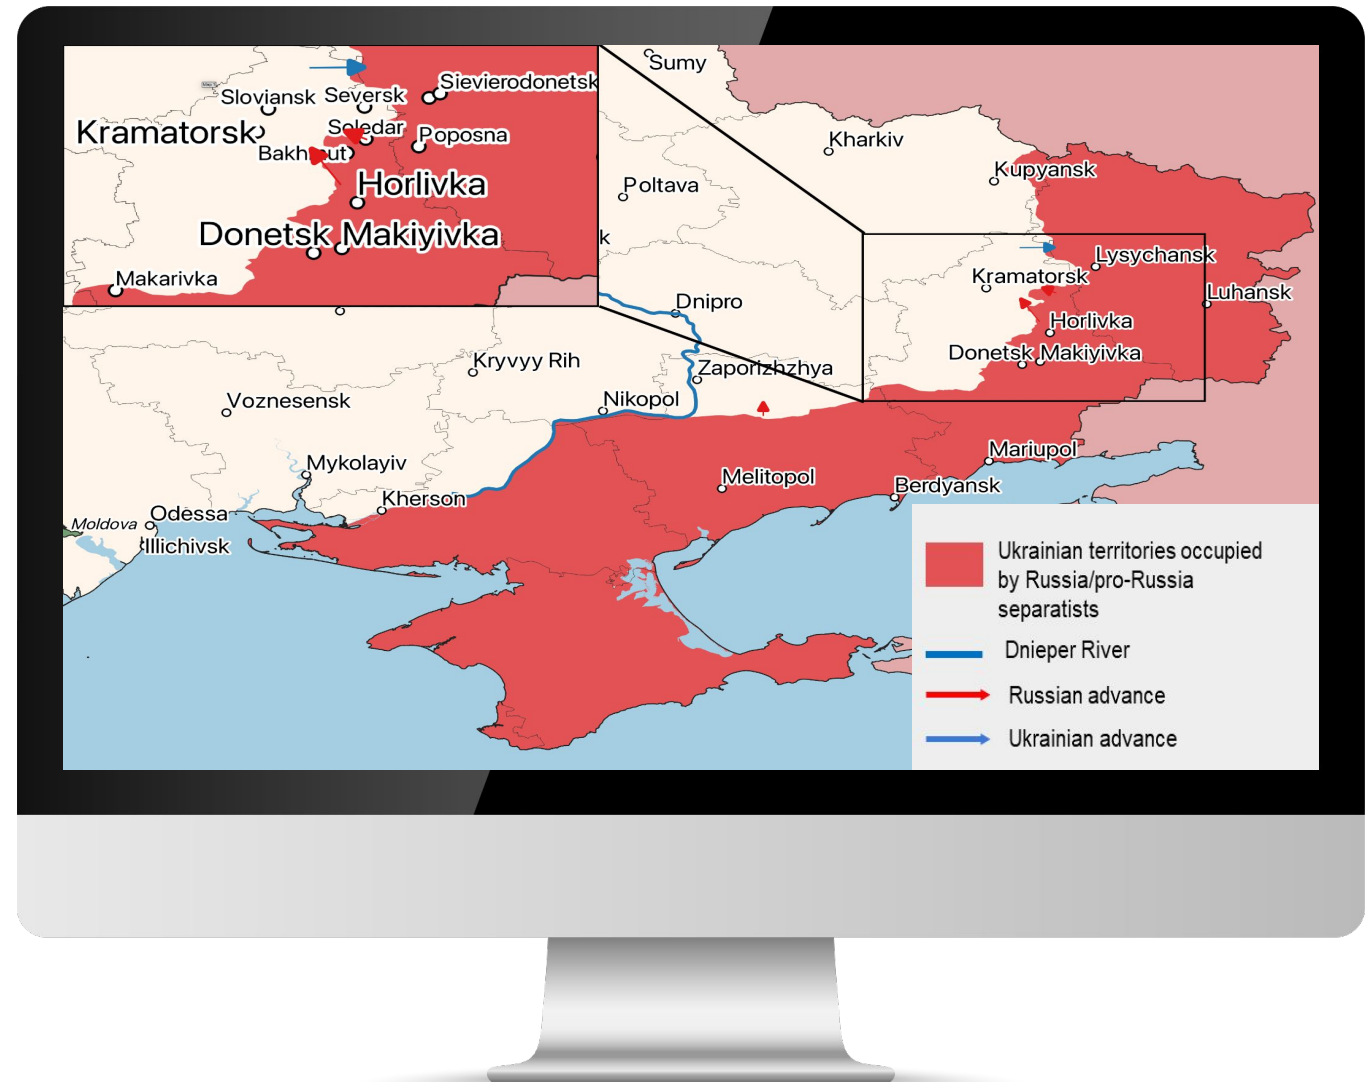 Sloviansk
Seversk
Sievierodonetsk
Kramatorsk
Soledar
Poposna
Bakhmut
Horlivka
Donetsk
Makiyivka
Makarivka
Sumy
Kharkiv
Kupyansk
Poltava
k
Lysychansk
Kramatorsk
Luhansk
Dnipro
Horlivka
Donetsk
Makiyivka
Kryvyy Rih
Zaporizhzhya
Voznesensk
Nikopol
Mykolayiv
Mariupol
Melitopol
Berdyansk
Kherson
Odessa
Moldova
Illichivsk
Ukrainian territories occupied
by Russia/pro-Russia
separatists
Dnieper River
Russian advance
Ukrainian advance